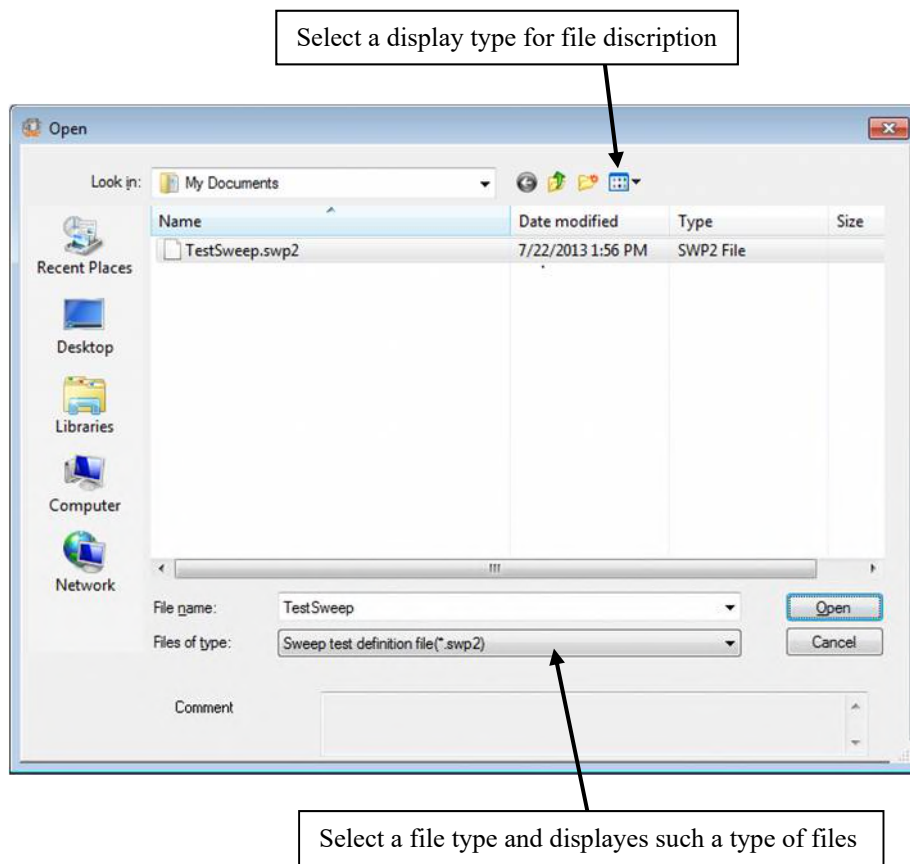 Select a display type for file discription
Open
Look in: My Documents
Name Date modified Type Size
TestSweep.swp2 7/22/2013 1:56 PM SWP2 File
Recent Places
Desktop
Libraries
Computer
Network
File name: TestSweep Open
Files of type: Sweep test definition file(*.swp2) Cancel
Comment
Select a file type and displayes such a type of files